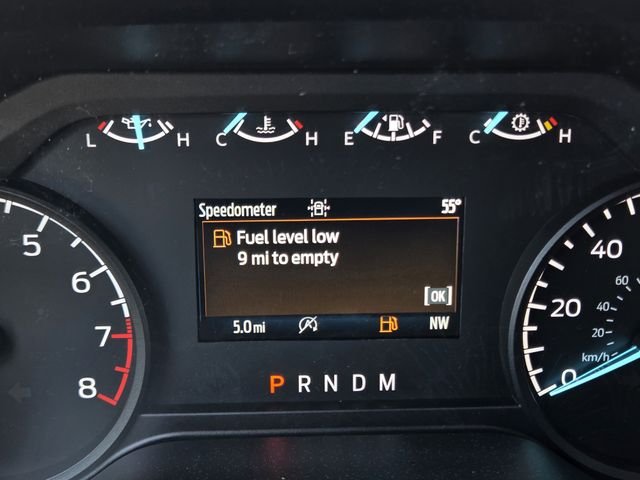 L H C H E F C H
Speedometer 55°
Fuel level low
9 mi to empty
[OK]
5.0 mi NW
P R N D M
5
6
7
8
40
20
0
60
40
20
km/h